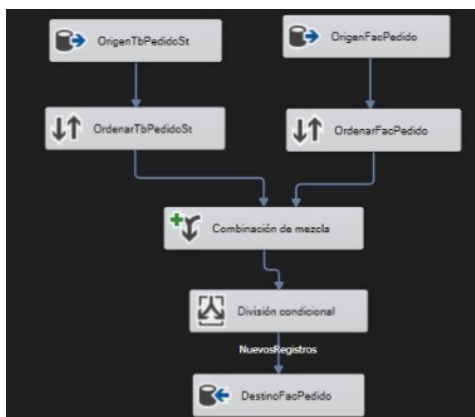 OrigenTbPedidoSt
OrigenFacPedido
OrdenarTbPedidoSt
OrdenarFacPedido
Combinación de mezcla
División condicional
NuevosRegistros
DestinoFacPedido